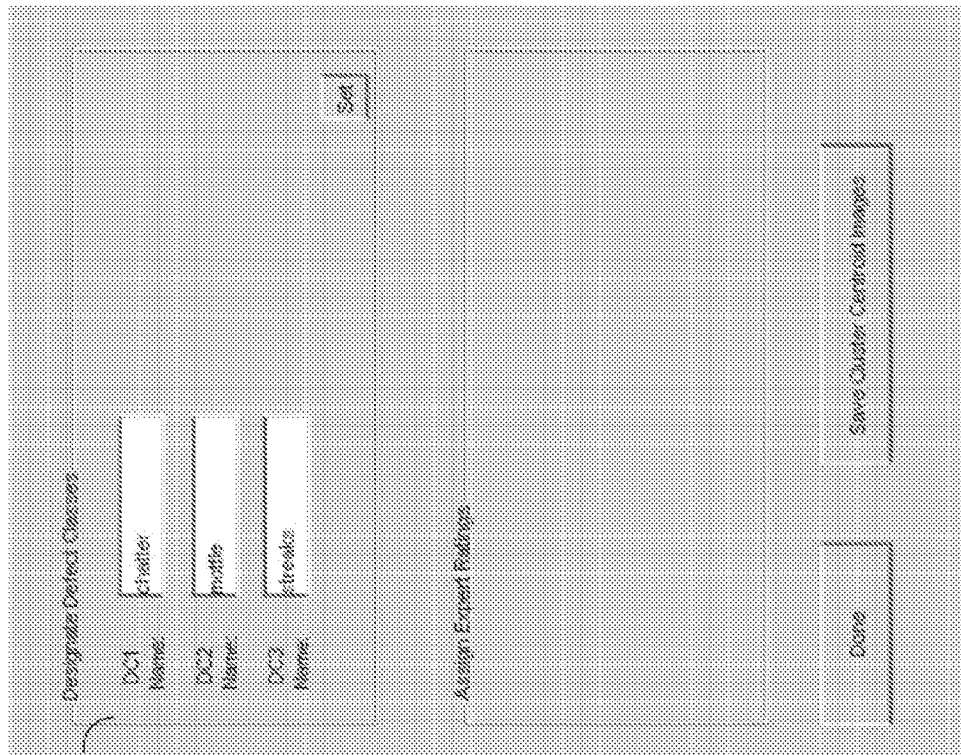 Designate Defect Classes
DC1
Name:
chatter
DC2
Name:
mottle
DC3
Name:
streaks
Set
Assign Expert Ratings
Done
Save Cluster Centroid Images